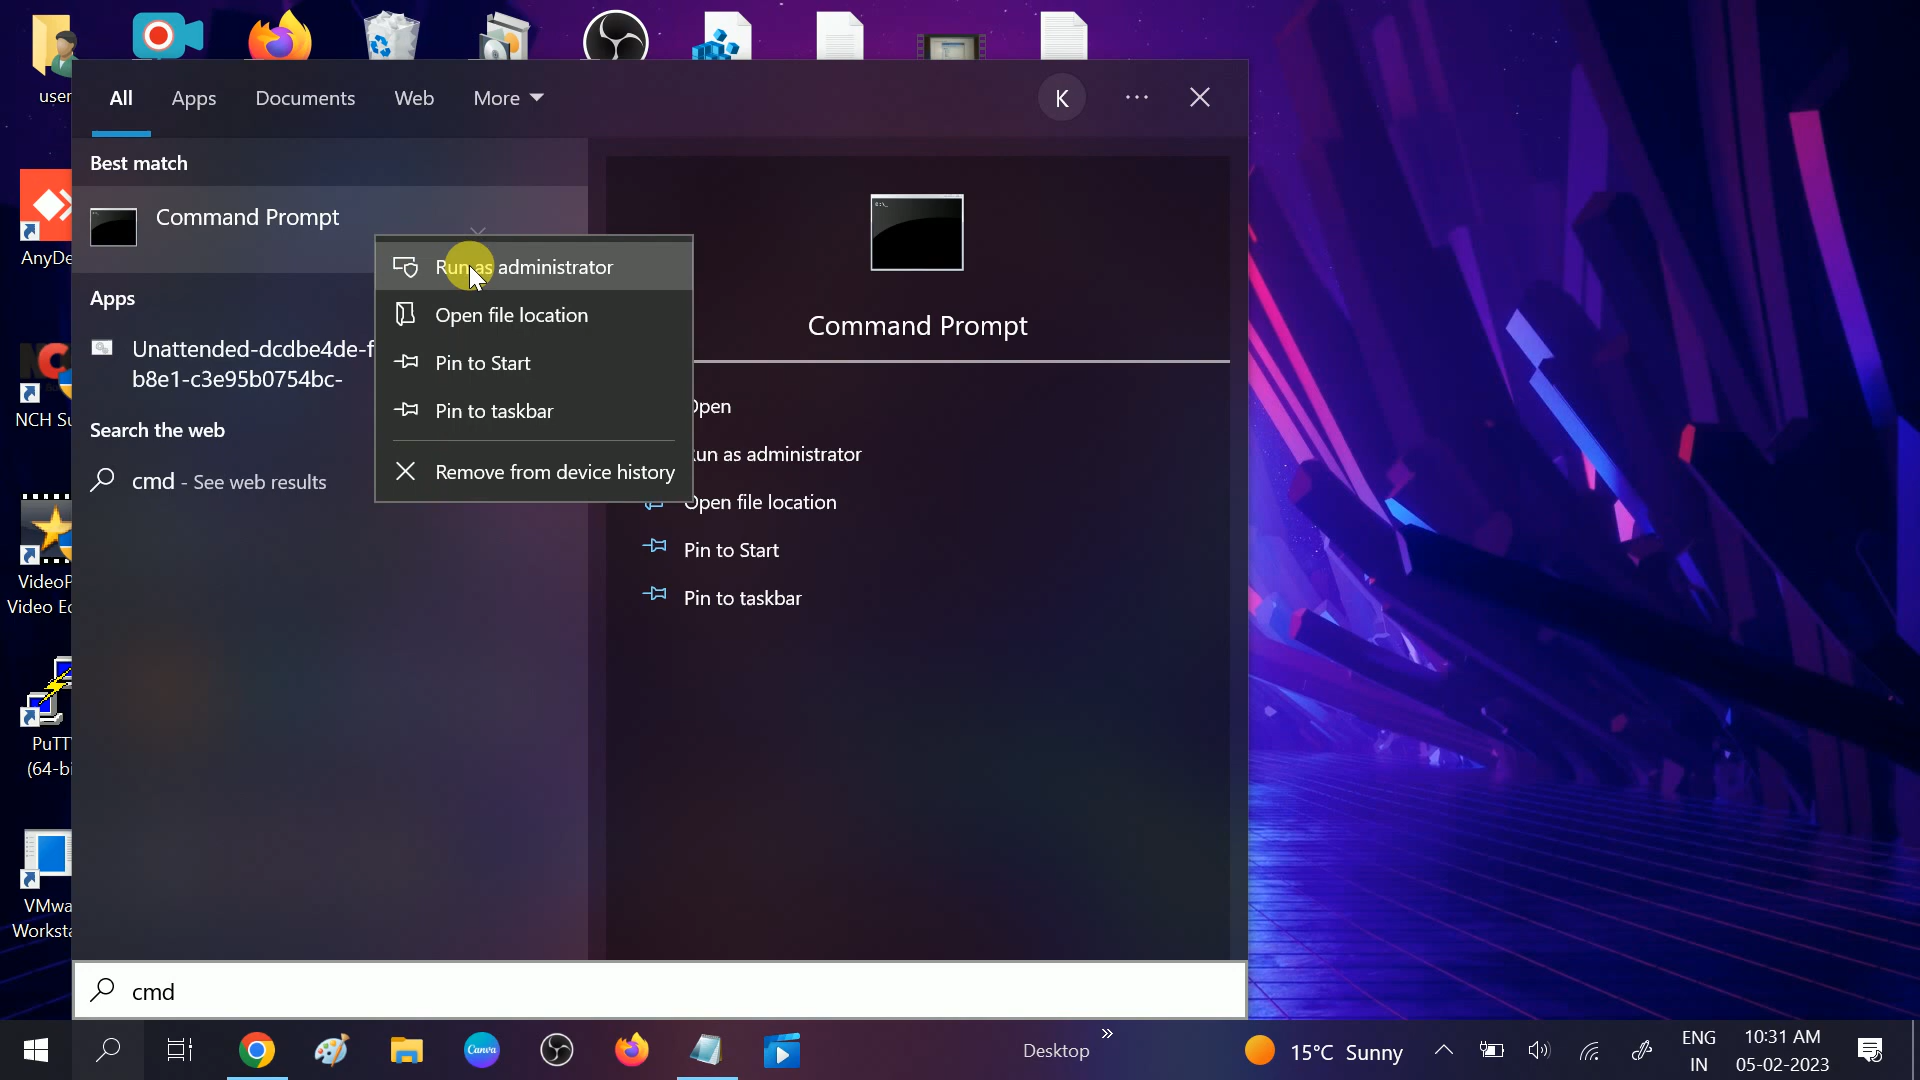 user
All Apps Documents Web More K
Best match
Command Prompt
Run as administrator
Open file location
Pin to Start
Pin to taskbar
Remove from device history
Apps
Unattended-dcdbe4de-f
b8e1-c3e95b0754bc-
Search the web
cmd - See web results
Command Prompt
Open
Run as administrator
Open file location
Pin to Start
Pin to taskbar
AnyDe
NCH Su
VideoP
Video Ed
PuTT
(64-bi
VMwa
Worksta
cmd
Canva
Desktop
15°C Sunny
ENG
IN
10:31 AM
05-02-2023